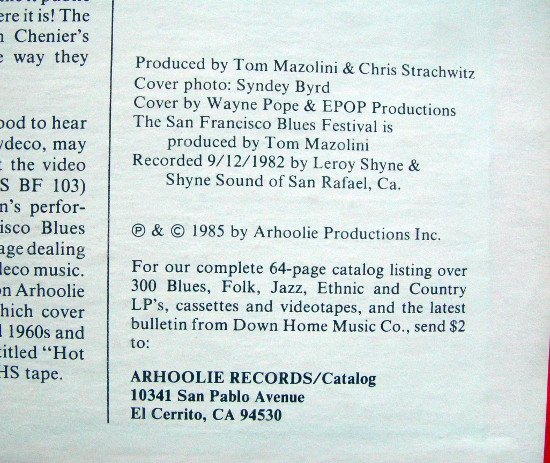 ere it is! The
Chenier's
way they
ood to hear
ydeco, may
the video
S BF 103)
n's perfor-
isco Blues
age dealing
deco music.
on Arhoolie
hich cover
1960s and
titled "Hot
HS tape.
Produced by Tom Mazolini & Chris Strachwitz
Cover photo: Syndey Byrd
Cover by Wayne Pope & EPOP Productions
The San Francisco Blues Festival is
produced by Tom Mazolini
Recorded 9/12/1982 by Leroy Shyne &
Shyne Sound of San Rafael, Ca.
℗ & © 1985 by Arhoolie Productions Inc.
For our complete 64-page catalog listing over
300 Blues, Folk, Jazz, Ethnic and Country
LP's, cassettes and videotapes, and the latest
bulletin from Down Home Music Co., send $2
to:
ARHOOLIE RECORDS/Catalog
10341 San Pablo Avenue
El Cerrito, CA 94530